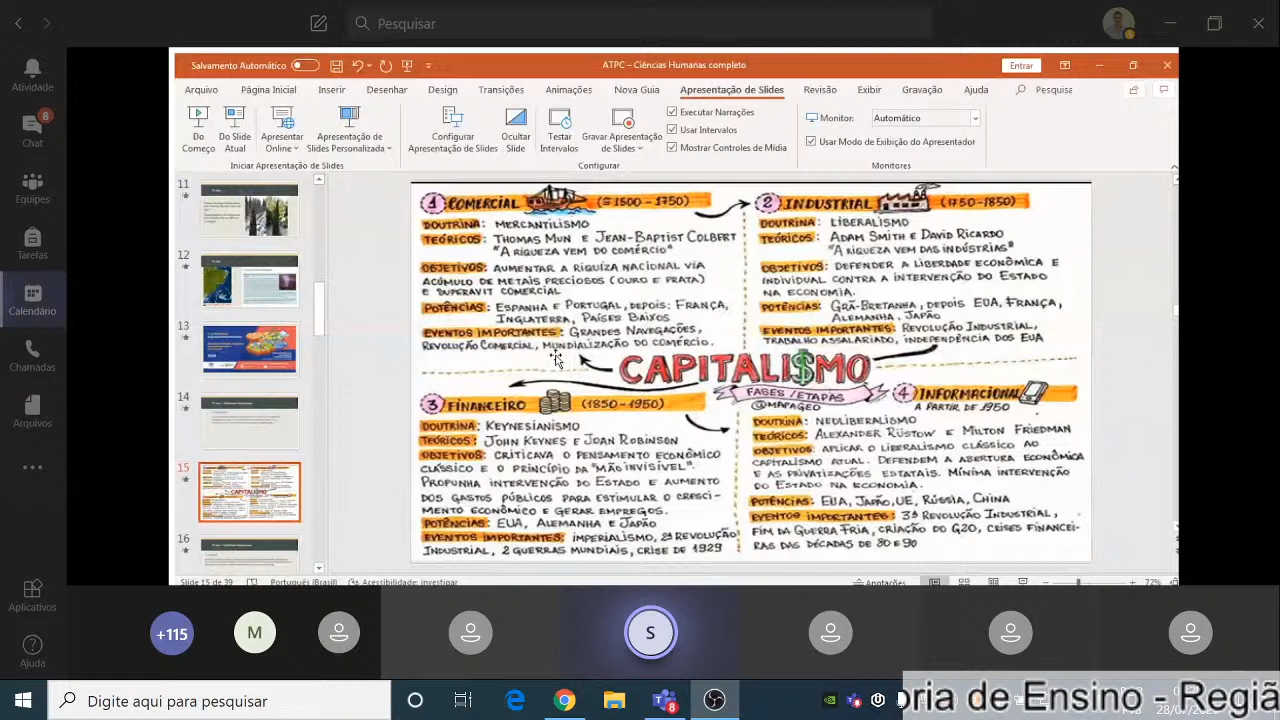 Pesquisar
Atividade
8
Chat
Equipes
Tarefas
Calendário
Chamadas
Arquivos
Aplicativos
Ajuda
Salvamento Automático
ATPC – Ciências Humanas completo
Entrar
Arquivo Página Inicial Inserir Desenhar Design Transições Animações Nova Guia Apresentação de Slides Revisão Exibir Gravação Ajuda Pesquisa
Do Começo
Do Slide Atual
Apresentar Online
Apresentação de Slides Personalizada
Configurar Apresentação de Slides
Ocultar Slide
Testar Intervalos
Gravar Apresentação de Slides
Executar Narrações
Usar Intervalos
Mostrar Controles de Mídia
Monitor: Automático
Usar Modo de Exibição do Apresentador
Iniciar Apresentação de Slides
Configurar
Monitores
11
12
13
14
15
16
1 COMERCIAL (≅1500-1750)
DOUTRINA: MERCANTILISMO
TEÓRICOS: THOMAS MUN E JEAN-BAPTIST COLBERT
"A RIQUEZA VEM DO COMÉRCIO"
OBJETIVOS: AUMENTAR A RIQUIZA NACIONAL VIA
ACÚMULO DE METAIS PRECIOSOS (OURO E PRATA)
E SUPERAVIT COMERCIAL
POTÊNCIAS: ESPANHA E PORTUGAL, DEPOIS: FRANÇA,
INGLATERRA, PAÍSES BAIXOS
EVENTOS IMPORTANTES: GRANDES NAVEGAÇÕES,
REVOLUÇÃO COMERCIAL, MUNDIALIZAÇÃO DO COMÉRCIO.
2 INDUSTRIAL (1750-1850)
DOUTRINA: LIBERALISMO
TEÓRICOS: ADAM SMITH E DAVID RICARDO
"A RIQUEZA VEM DAS INDÚSTRIAS"
OBJETIVOS: DEFENDER A LIBERDADE ECONÔMICA E
INDIVIDUAL CONTRA A INTERVENÇÃO DO ESTADO
NA ECONOMIA.
POTÊNCIAS: GRÃ-BRETANHA, DEPOIS EUA, FRANÇA,
ALEMANHA, JAPÃO
EVENTOS IMPORTANTES: REVOLUÇÃO INDUSTRIAL,
TRABALHO ASSALARIADO, INDEPENDÊNCIA DOS EUA
CAPITALI$MO
FASES/ETAPAS
@MAPAGEO
3 FINANCEIRO (1850-1950)
DOUTRINA: KEYNESIANISMO
TEÓRICOS: JOHN KEYNES E JOAN ROBINSON
OBJETIVOS: CRITICAVA O PENSAMENTO ECONÔMICO
CLÁSSICO E O PRINCÍPIO DA "MÃO INVISÍVEL".
PROPUNHA INTERVENÇÃO DO ESTADO E AUMENTO
DOS GASTOS PÚBLICOS PARA ESTIMULAR CRESCI-
MENTO ECONÔMICO E GERAR EMPREGOS.
POTÊNCIAS: EUA, ALEMANHA E JAPÃO
EVENTOS IMPORTANTES: IMPERIALISMO, 2ª REVOLUÇÃO
INDUSTRIAL, 2 GUERRAS MUNDIAIS, CRISE DE 1929
4 INFORMACIONAL
A PARTIR DE 1950
DOUTRINA: NEOLIBERALISMO
TEÓRICOS: ALEXANDER RÜSTOW E MILTON FRIEDMAN
OBJETIVOS: APLICAR O LIBERALISMO CLÁSSICO AO
CAPITALISMO ATUAL. DEFENDEM A ABERTURA ECONÔMICA
E AS PRIVATIZAÇÕES ESTATAIS. MÍNIMA INTERVENÇÃO
DO ESTADO NA ECONOMIA.
POTÊNCIAS: EUA, JAPÃO, UE, RÚSSIA, CHINA
EVENTOS IMPORTANTES: 3ª REVOLUÇÃO INDUSTRIAL,
FIM DA GUERRA FRIA, CRIAÇÃO DO G20, CRISES FINANCEI-
RAS DAS DÉCADAS DE 80 E 90
Slide 15 de 39 Português (Brasil) Acessibilidade: investigar
Anotações 72%
+115 M S
Digite aqui para pesquisar
8
oria de Ensino - Regiã